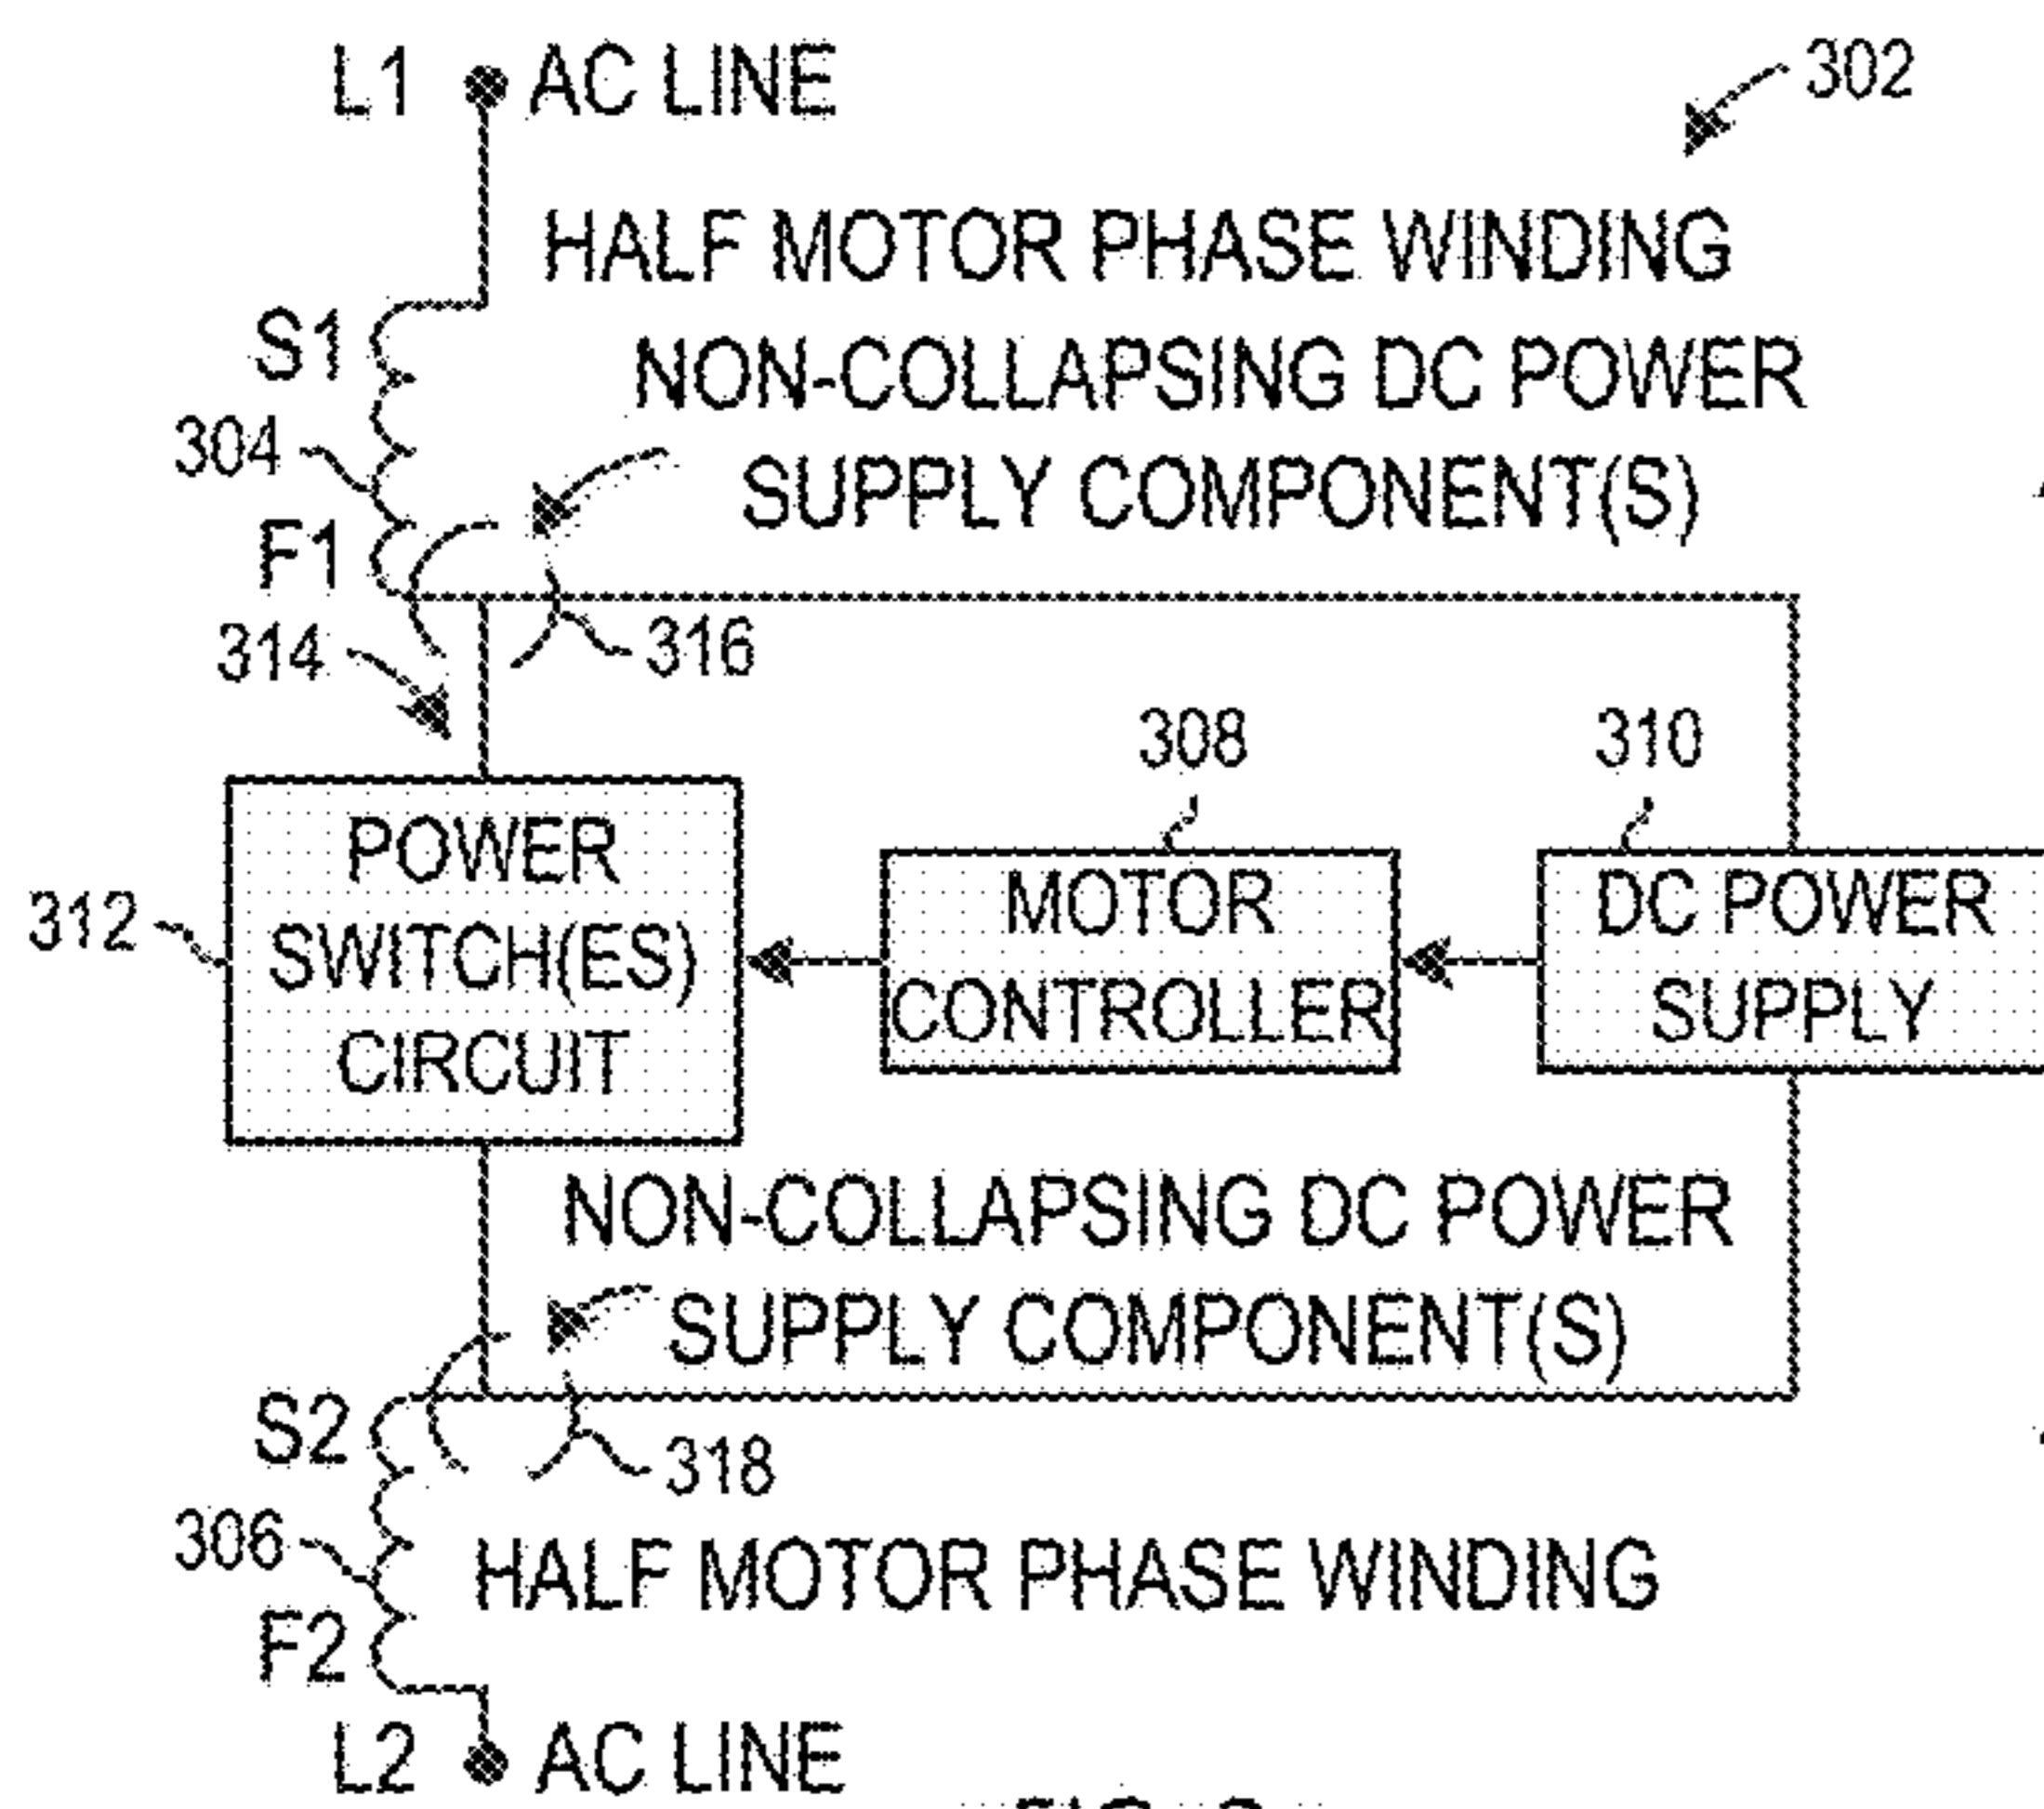 L1 AC LINE
302
HALF MOTOR PHASE WINDING
S1
NON-COLLAPSING DC POWER
SUPPLY COMPONENT(S)
304
F1
316
314
308
310
POWER
SWITCH(ES)
CIRCUIT
312
MOTOR
CONTROLLER
DC POWER
SUPPLY
NON-COLLAPSING DC POWER
SUPPLY COMPONENT(S)
S2
318
306
HALF MOTOR PHASE WINDING
F2
L2 AC LINE